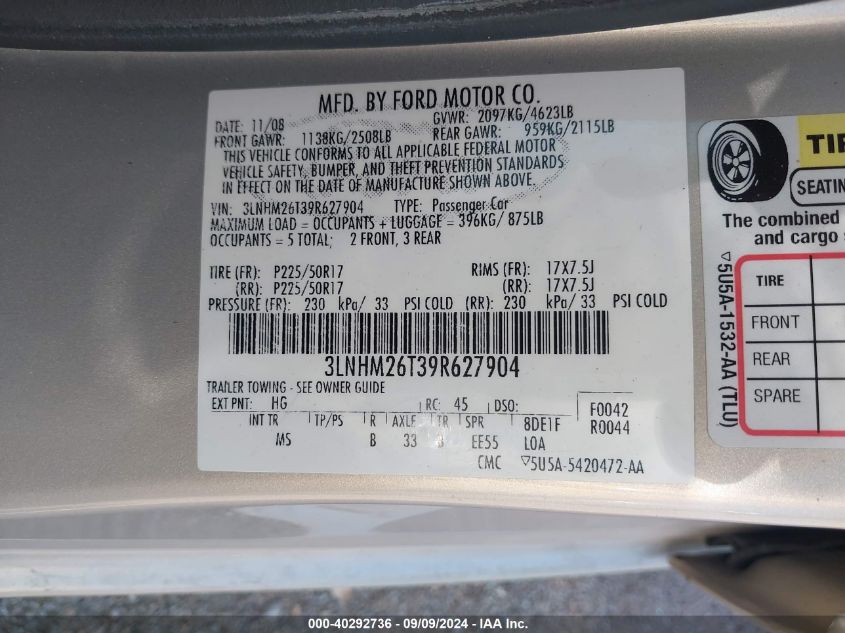 MFD. BY FORD MOTOR CO.
DATE: 11/08 GVWR: 2097KG/4623LB
FRONT GAWR: 1138KG/2508LB REAR GAWR: 959KG/2115LB
THIS VEHICLE CONFORMS TO ALL APPLICABLE FEDERAL MOTOR
VEHICLE SAFETY, BUMPER, AND THEFT PREVENTION STANDARDS
IN EFFECT ON THE DATE OF MANUFACTURE SHOWN ABOVE.
VIN: 3LNHM26T39R627904 TYPE: Passenger Car
MAXIMUM LOAD = OCCUPANTS + LUGGAGE = 396KG/ 875LB
OCCUPANTS = 5 TOTAL; 2 FRONT, 3 REAR
TIRE (FR): P225/50R17 RIMS (FR): 17X7.5J
(RR): P225/50R17 (RR): 17X7.5J
PRESSURE (FR): 230 kPa/ 33 PSI COLD (RR): 230 kPa/ 33 PSI COLD
3LNHM26T39R627904
TRAILER TOWING - SEE OWNER GUIDE
EXT PNT: HG RC: 45 DSO: F0042
INT TR TP/PS R AXLE TR SPR 8DE1F R0044
MS B 33 EE55 LOA
CMC ▽5U5A-5420472-AA
TIR
SEATIN
The combined
and cargo s
▽5U5A-1532-AA (TLU)
TIRE
FRONT
REAR
SPARE
000-40292736 - 09/09/2024 - IAA Inc.